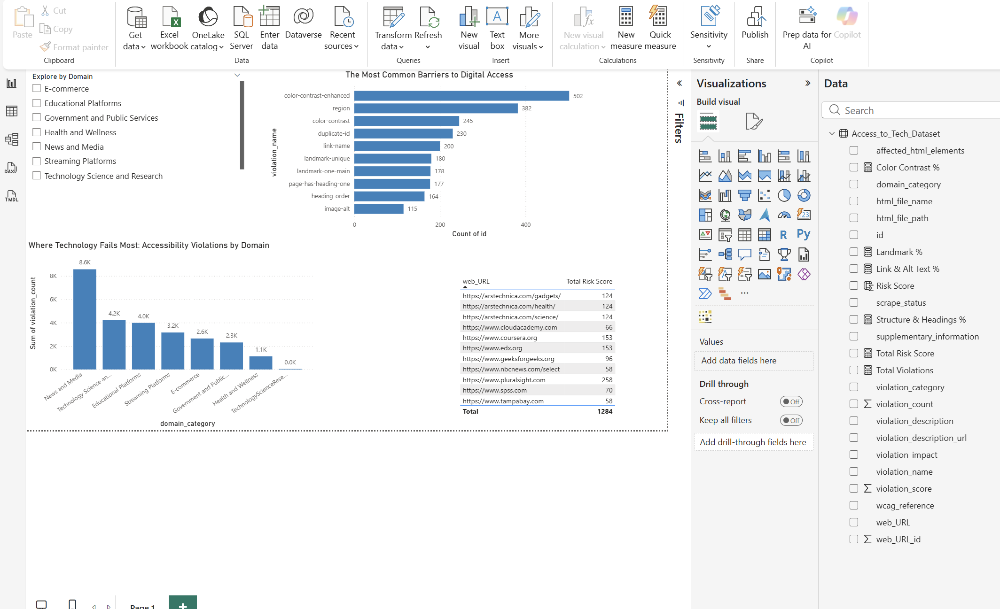 Paste
Cut
Copy
Format painter
Clipboard
Get data
Excel workbook
OneLake catalog
SQL Server
Enter data
Dataverse
Recent sources
Data
Transform data
Refresh
Queries
New visual
Text box
More visuals
Insert
New visual calculation
New measure
Quick measure
Calculations
Sensitivity
Sensitivity
Publish
Share
Prep data for AI
Copilot
Copilot
DAX
TMDL
Explore by Domain
E-commerce
Educational Platforms
Government and Public Services
Health and Wellness
News and Media
Streaming Platforms
Technology Science and Research
The Most Common Barriers to Digital Access
violation_name
color-contrast-enhanced 502
region 382
color-contrast 245
duplicate-id 230
link-name 200
landmark-unique 180
landmark-one-main 178
page-has-heading-one 177
heading-order 164
image-alt 115
0 200 400
Count of id
Where Technology Fails Most: Accessibility Violations by Domain
Sum of violation_count
8K
6K
4K
2K
0K
8.6K
4.2K
4.0K
3.2K
2.6K
2.3K
1.1K
0.0K
News and Media
Technology Science an...
Educational Platforms
Streaming Platforms
E-commerce
Government and Public...
Health and Wellness
TechnologyScienceRese...
domain_category
web_URL Total Risk Score
https://arstechnica.com/gadgets/ 124
https://arstechnica.com/health/ 124
https://arstechnica.com/science/ 124
https://www.cloudacademy.com 66
https://www.coursera.org 153
https://www.edx.org 153
https://www.geeksforgeeks.org 96
https://www.nbcnews.com/select 58
https://www.pluralsight.com 258
https://www.spss.com 70
https://www.tampabay.com 58
Total 1284
Page 1
Filters
Visualizations
Build visual
123
R
Py
Values
Add data fields here
Drill through
Cross-report Off
Keep all filters Off
Add drill-through fields here
Data
Search
Access_to_Tech_Dataset
affected_html_elements
Color Contrast %
domain_category
html_file_name
html_file_path
id
Landmark %
Link & Alt Text %
Risk Score
scrape_status
Structure & Headings %
supplementary_information
Total Risk Score
Total Violations
violation_category
violation_count
violation_description
violation_description_url
violation_impact
violation_name
violation_score
wcag_reference
web_URL
web_URL_id